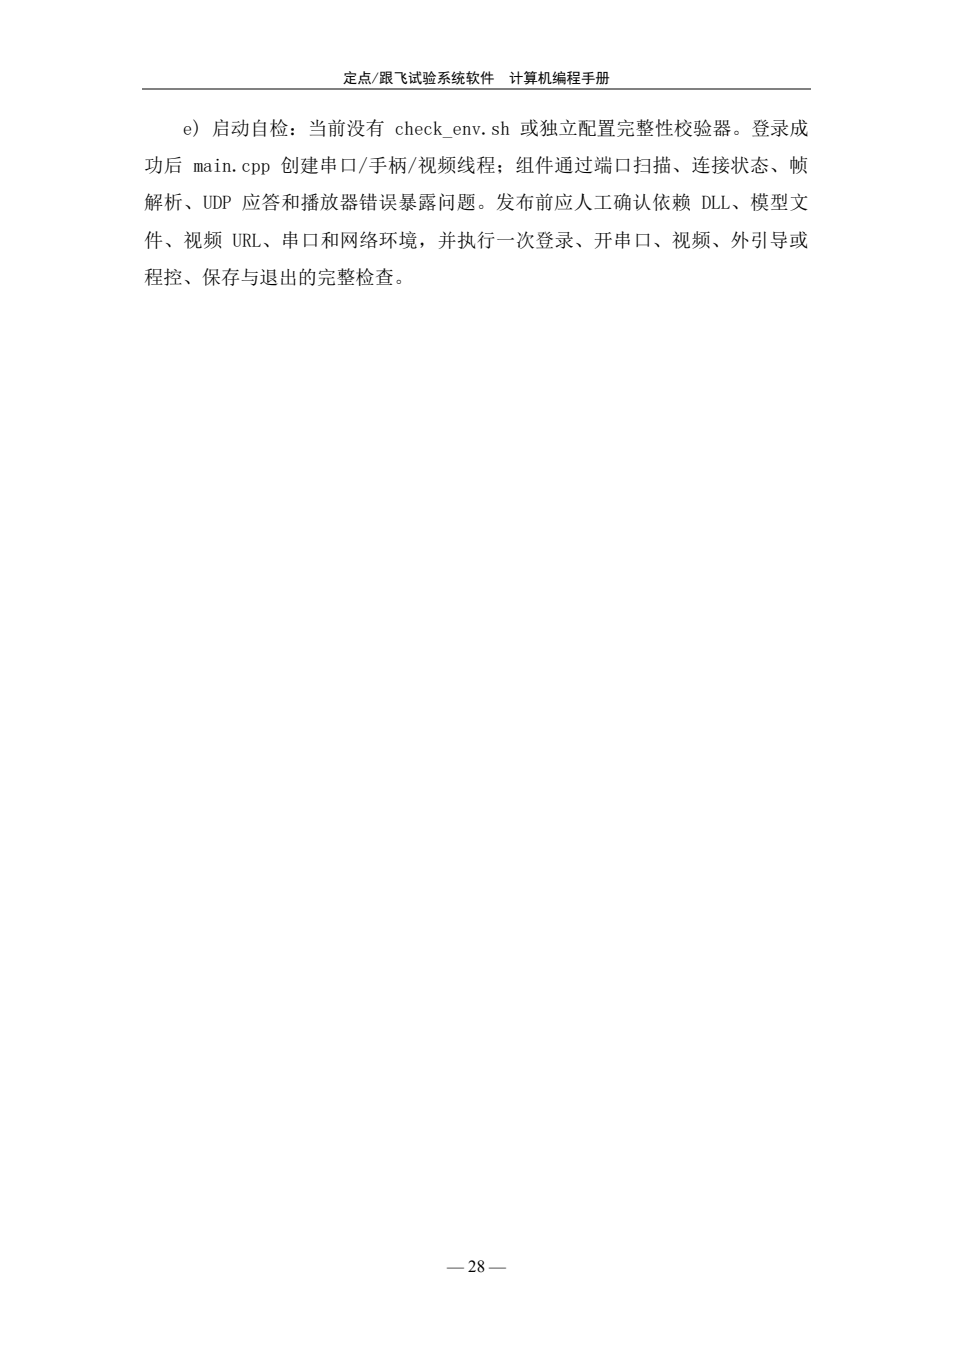 定点/跟飞试验系统软件　计算机编程手册
e) 启动自检：当前没有 check_env.sh 或独立配置完整性校验器。登录成
功后 main.cpp 创建串口/手柄/视频线程；组件通过端口扫描、连接状态、帧
解析、UDP 应答和播放器错误暴露问题。发布前应人工确认依赖 DLL、模型文
件、视频 URL、串口和网络环境，并执行一次登录、开串口、视频、外引导或
程控、保存与退出的完整检查。
— 28 —